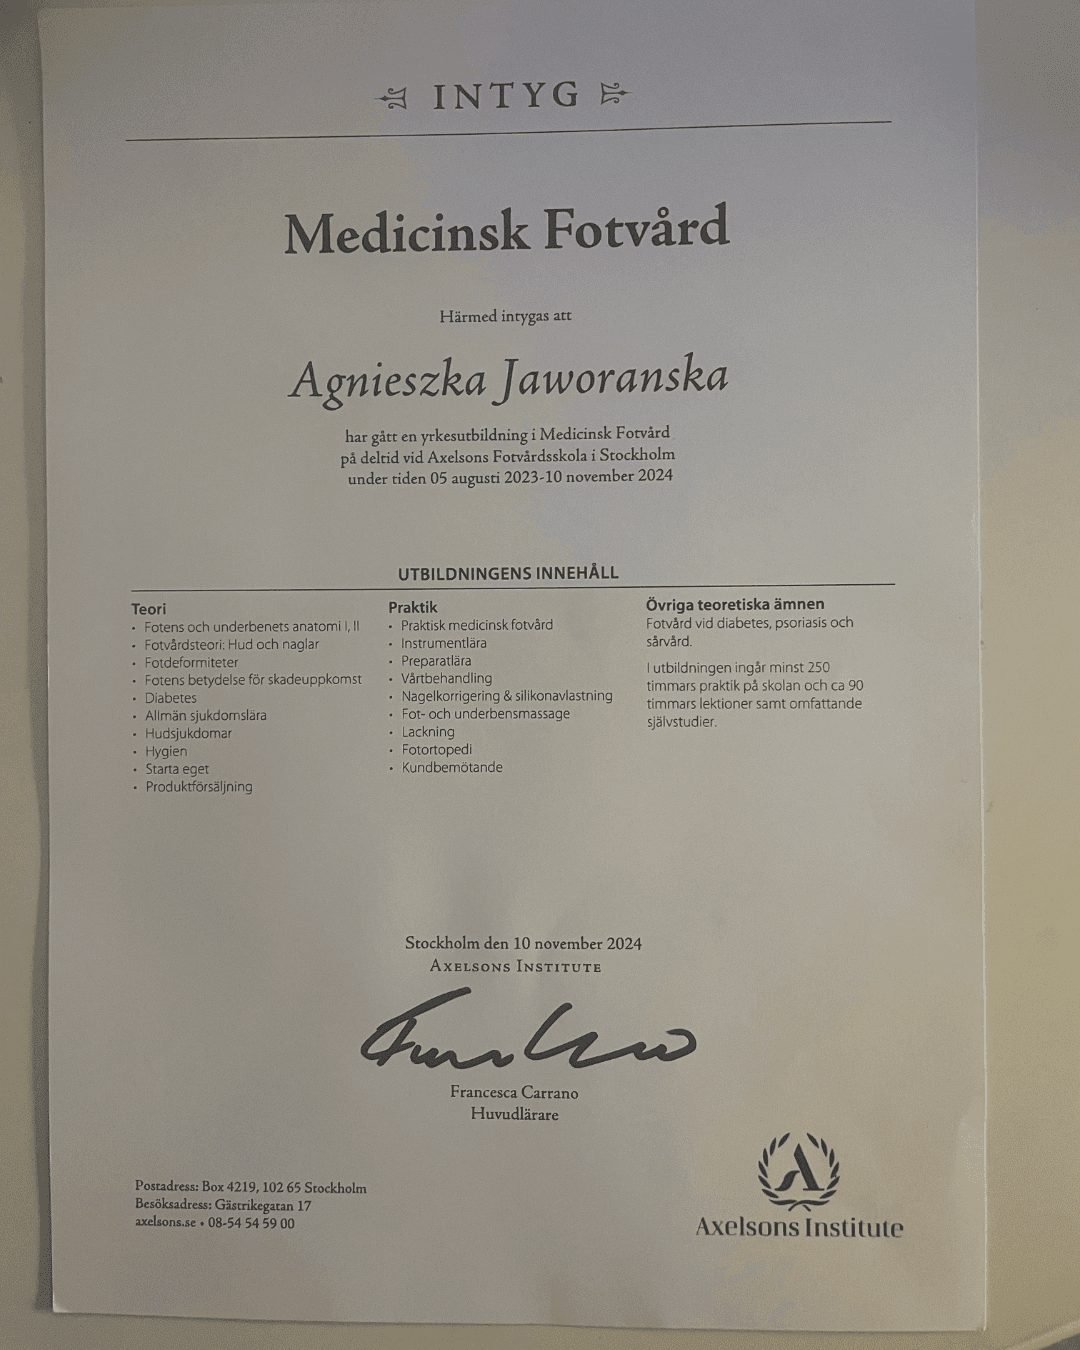 INTYG
Medicinsk Fotvård
Härmed intygas att
Agnieszka Jaworanska
har gått en yrkesutbildning i Medicinsk Fotvård
på deltid vid Axelsons Fotvårdsskola i Stockholm
under tiden 05 augusti 2023-10 november 2024
UTBILDNINGENS INNEHÅLL
Teori
• Fotens och underbenets anatomi I, II
• Fotvårdsteori: Hud och naglar
• Fotdeformiteter
• Fotens betydelse för skadeuppkomst
• Diabetes
• Allmän sjukdomslära
• Hudsjukdomar
• Hygien
• Starta eget
• Produktförsäljning
Praktik
• Praktisk medicinsk fotvård
• Instrumentlära
• Preparatlära
• Vårtbehandling
• Nagelkorrigering & silikonavlastning
• Fot- och underbensmassage
• Lackning
• Fotortopedi
• Kundbemötande
Övriga teoretiska ämnen
Fotvård vid diabetes, psoriasis och
sårvård.
I utbildningen ingår minst 250
timmars praktik på skolan och ca 90
timmars lektioner samt omfattande
självstudier.
Stockholm den 10 november 2024
AXELSONS INSTITUTE
Francesca Carrano
Huvudlärare
Postadress: Box 4219, 102 65 Stockholm
Besöksadress: Gästrikegatan 17
axelsons.se • 08-54 54 59 00
A
Axelsons Institute